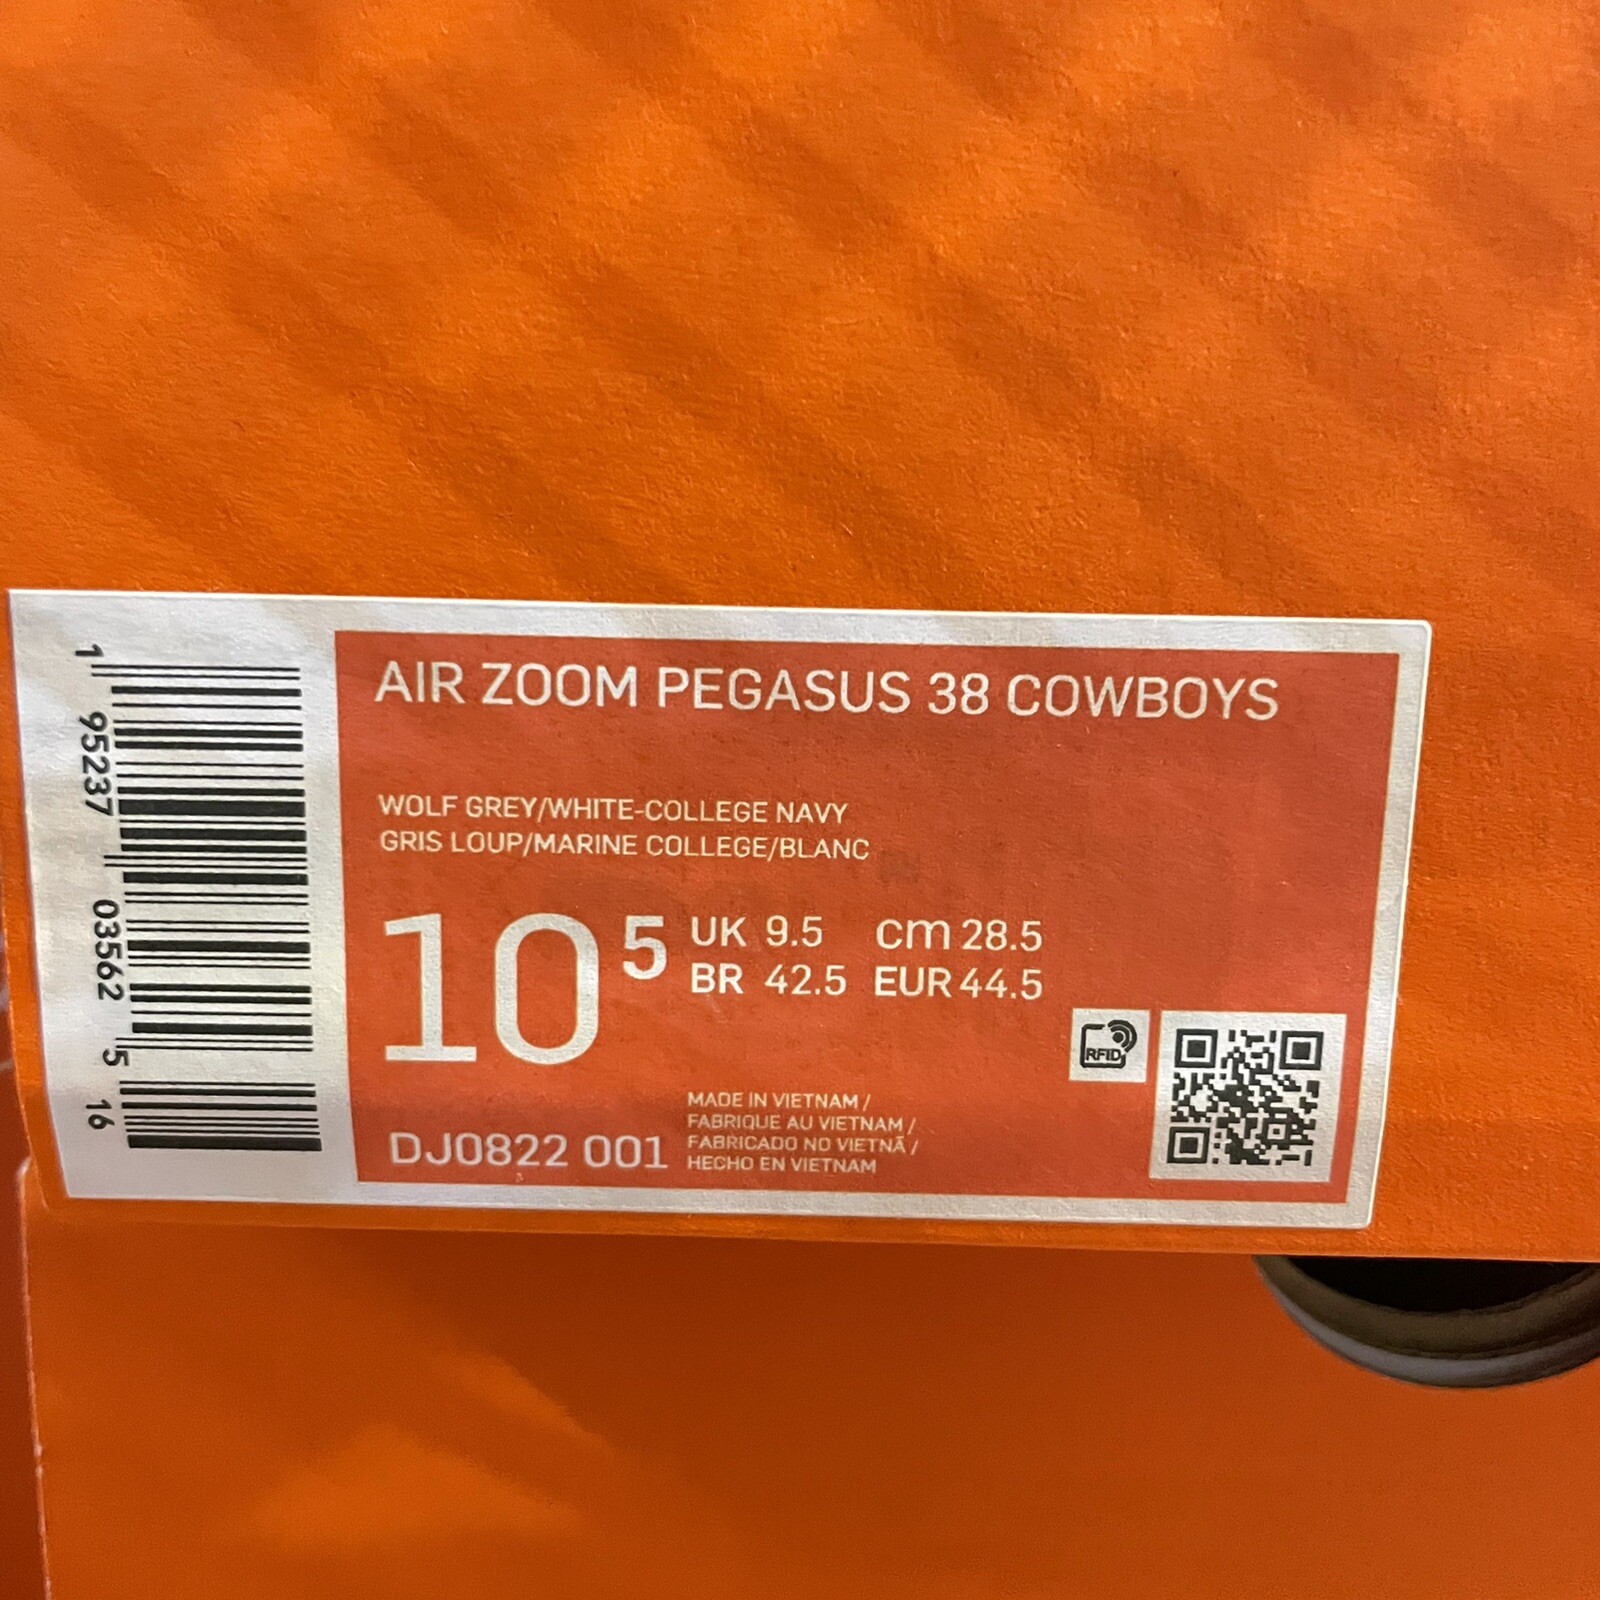 AIR ZOOM PEGASUS 38 COWBOYS
WOLF GREY/WHITE-COLLEGE NAVY
GRIS LOUP/MARINE COLLEGE/BLANC
10 5
UK 9.5 cm 28.5
BR 42.5 EUR 44.5
RFID
DJ0822 001
MADE IN VIETNAM /
FABRIQUE AU VIETNAM /
FABRICADO NO VIETNÃ /
HECHO EN VIETNAM
1 95237 03562 5 16